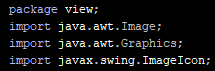 package view;
import java.awt.Image;
import java.awt.Graphics;
import javax.swing.ImageIcon;